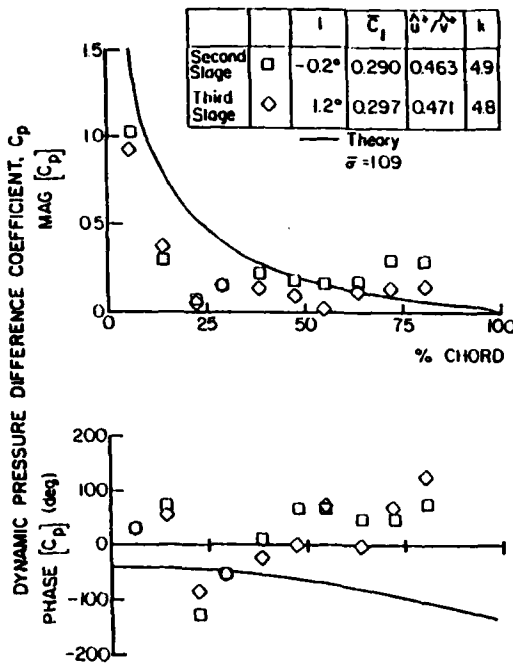 i C̄ₗ û⁺/v̂⁺ k
Second Stage □ -0.2° 0.290 0.463 4.9
Third Stage ◇ 1.2° 0.297 0.471 4.8
— Theory
σ̄ = 1.09
DYNAMIC PRESSURE DIFFERENCE COEFFICIENT, Cp
MAG [Cp]
1.5
1.0
0.5
0.0
0 25 50 75 100
% CHORD
PHASE [Cp] (deg)
200
100
0
-100
-200